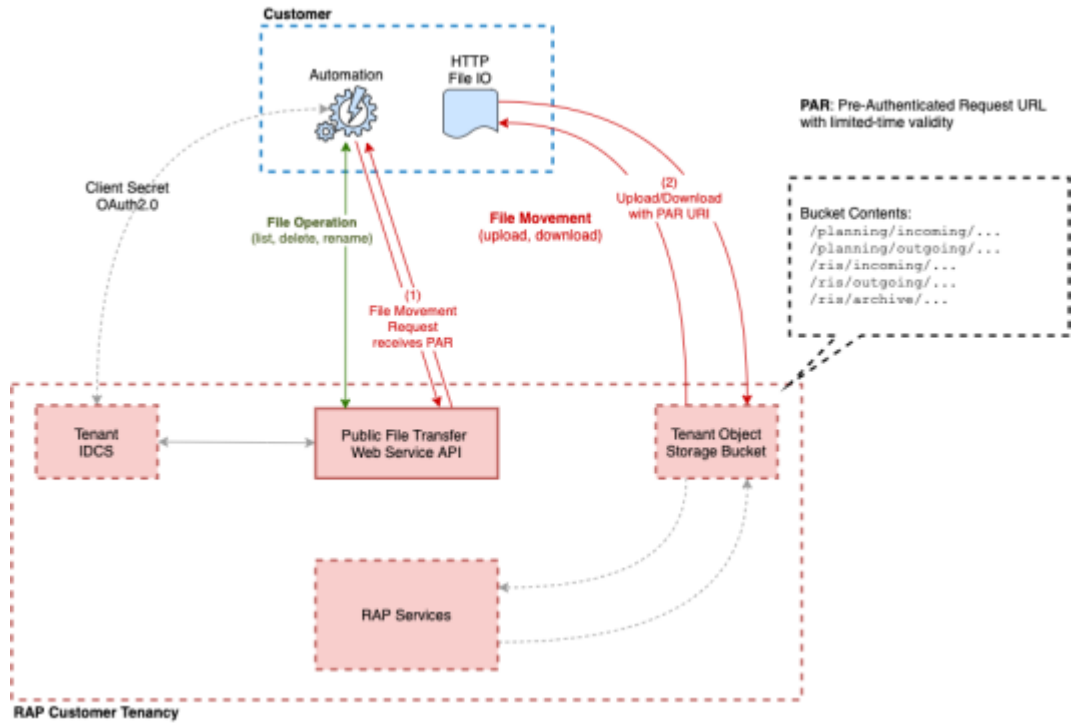 Customer
Automation
HTTP
File IO
PAR: Pre-Authenticated Request URL
with limited-time validity
Client Secret
OAuth2.0
File Operation
(list, delete, rename)
File Movement
(upload, download)
(2)
Upload/Download
with PAR URI
Bucket Contents:
/planning/incoming/...
/planning/outgoing/...
/ris/incoming/...
/ris/outgoing/...
/ris/archive/...
(1)
File Movement
Request
receives PAR
Tenant
IDCS
Public File Transfer
Web Service API
Tenant Object
Storage Bucket
RAP Services
RAP Customer Tenancy